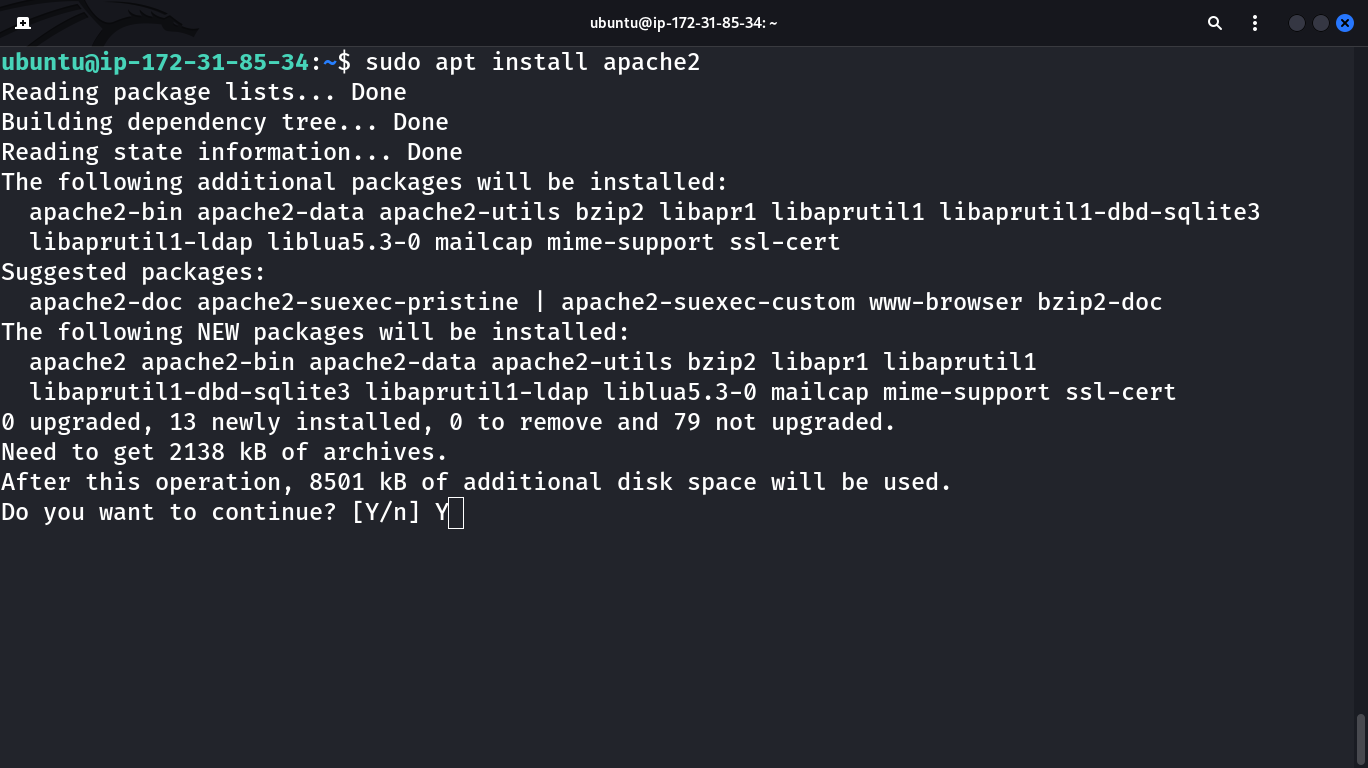 ubuntu@ip-172-31-85-34: ~
ubuntu@ip-172-31-85-34:~$ sudo apt install apache2
Reading package lists... Done
Building dependency tree... Done
Reading state information... Done
The following additional packages will be installed:
  apache2-bin apache2-data apache2-utils bzip2 libapr1 libaprutil1 libaprutil1-dbd-sqlite3
  libaprutil1-ldap liblua5.3-0 mailcap mime-support ssl-cert
Suggested packages:
  apache2-doc apache2-suexec-pristine | apache2-suexec-custom www-browser bzip2-doc
The following NEW packages will be installed:
  apache2 apache2-bin apache2-data apache2-utils bzip2 libapr1 libaprutil1
  libaprutil1-dbd-sqlite3 libaprutil1-ldap liblua5.3-0 mailcap mime-support ssl-cert
0 upgraded, 13 newly installed, 0 to remove and 79 not upgraded.
Need to get 2138 kB of archives.
After this operation, 8501 kB of additional disk space will be used.
Do you want to continue? [Y/n] Y